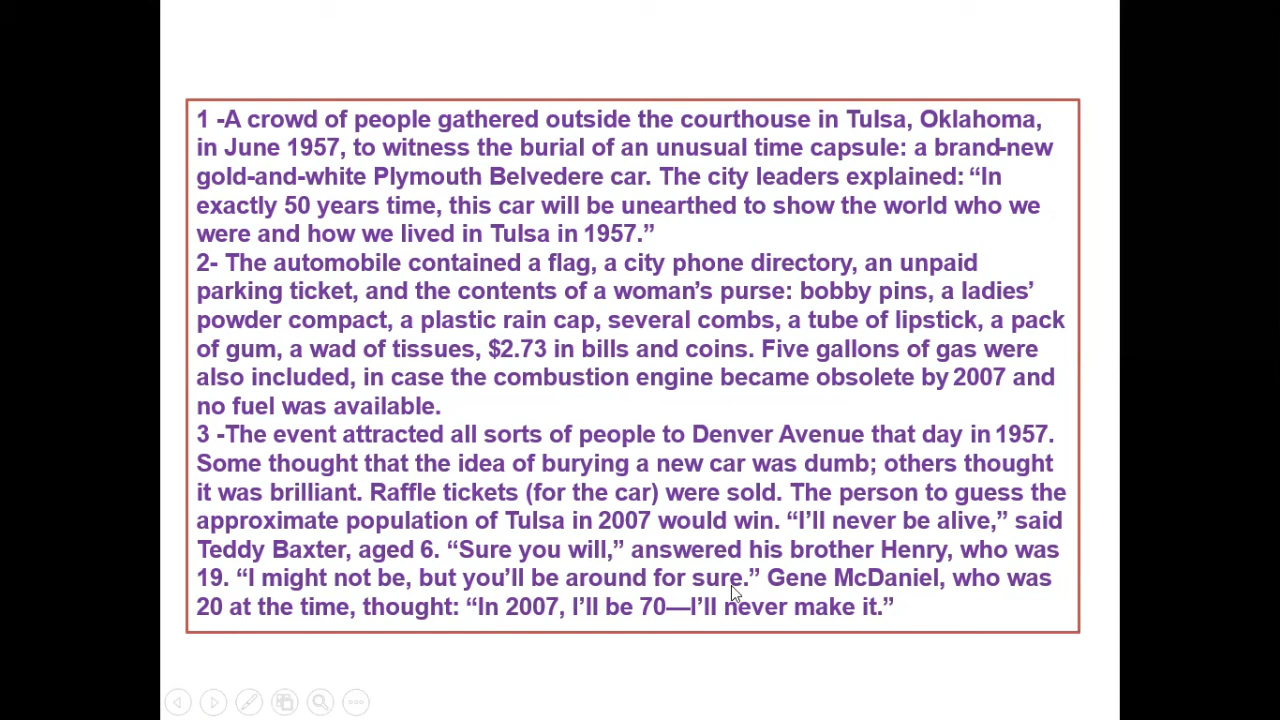 1 -A crowd of people gathered outside the courthouse in Tulsa, Oklahoma,
in June 1957, to witness the burial of an unusual time capsule: a brand-new
gold-and-white Plymouth Belvedere car. The city leaders explained: “In
exactly 50 years time, this car will be unearthed to show the world who we
were and how we lived in Tulsa in 1957.”
2- The automobile contained a flag, a city phone directory, an unpaid
parking ticket, and the contents of a woman’s purse: bobby pins, a ladies’
powder compact, a plastic rain cap, several combs, a tube of lipstick, a pack
of gum, a wad of tissues, $2.73 in bills and coins. Five gallons of gas were
also included, in case the combustion engine became obsolete by 2007 and
no fuel was available.
3 -The event attracted all sorts of people to Denver Avenue that day in 1957.
Some thought that the idea of burying a new car was dumb; others thought
it was brilliant. Raffle tickets (for the car) were sold. The person to guess the
approximate population of Tulsa in 2007 would win. “I’ll never be alive,” said
Teddy Baxter, aged 6. “Sure you will,” answered his brother Henry, who was
19. “I might not be, but you’ll be around for sure.” Gene McDaniel, who was
20 at the time, thought: “In 2007, I’ll be 70—I’ll never make it.”